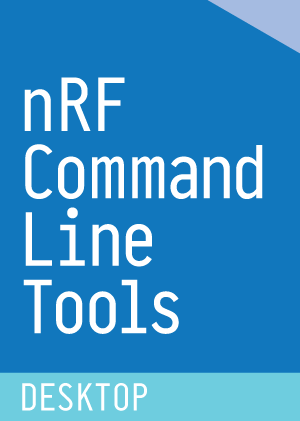 nRF
Command
Line
Tools
DESKTOP